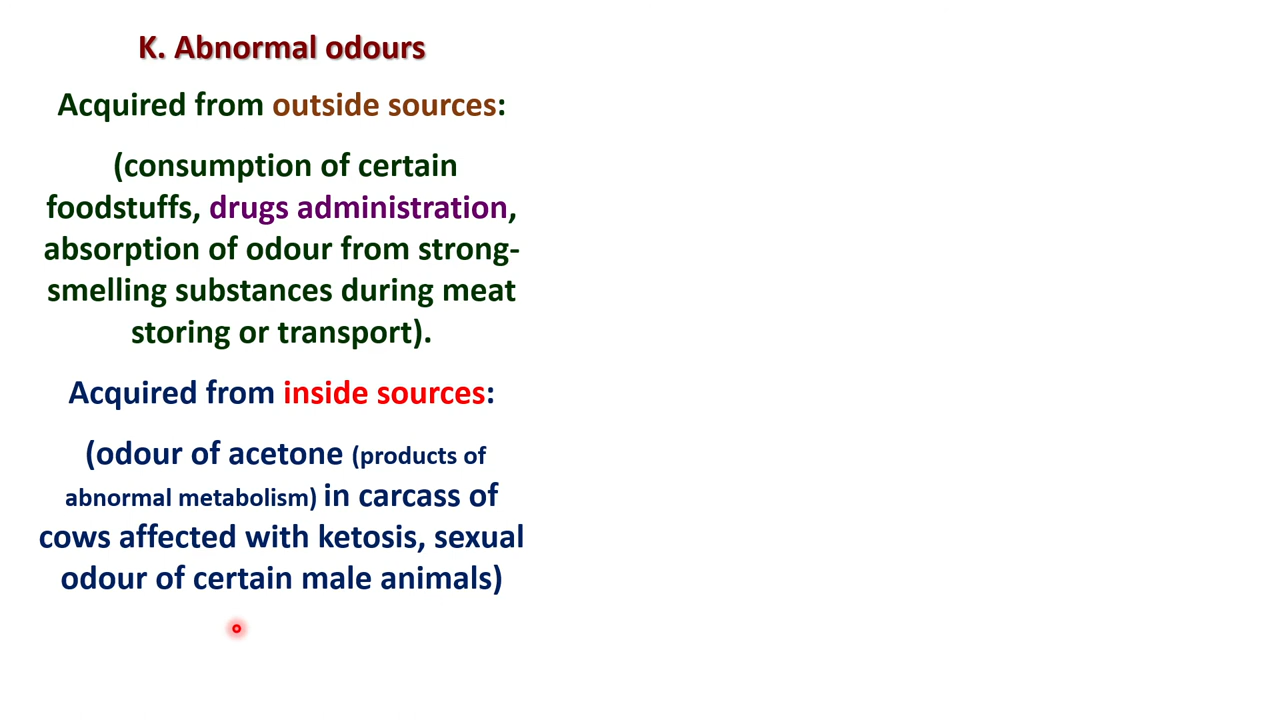 K. Abnormal odours
Acquired from outside sources:
(consumption of certain
foodstuffs, drugs administration,
absorption of odour from strong-
smelling substances during meat
storing or transport).
Acquired from inside sources:
(odour of acetone (products of
abnormal metabolism) in carcass of
cows affected with ketosis, sexual
odour of certain male animals)